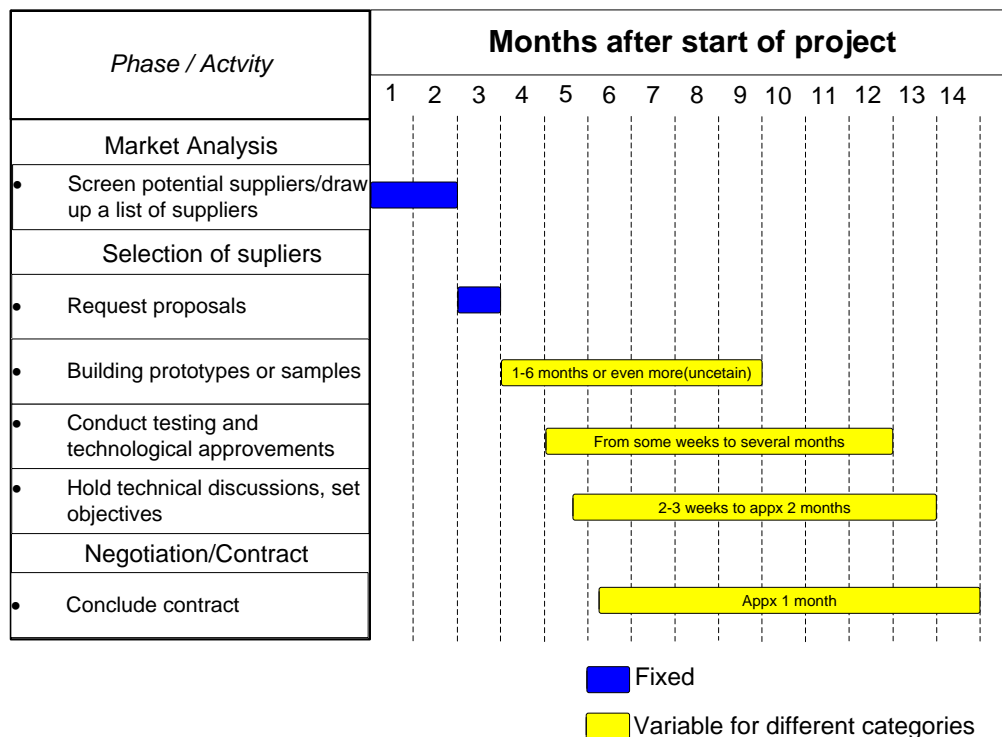 Phase / Actvity
Months after start of project
1 2 3 4 5 6 7 8 9 10 11 12 13 14
Market Analysis
• Screen potential suppliers/draw
up a list of suppliers
Selection of supliers
• Request proposals
• Building prototypes or samples
1-6 months or even more(uncetain)
• Conduct testing and
technological approvements
From some weeks to several months
• Hold technical discussions, set
objectives
2-3 weeks to appx 2 months
Negotiation/Contract
• Conclude contract
Appx 1 month
Fixed
Variable for different categories